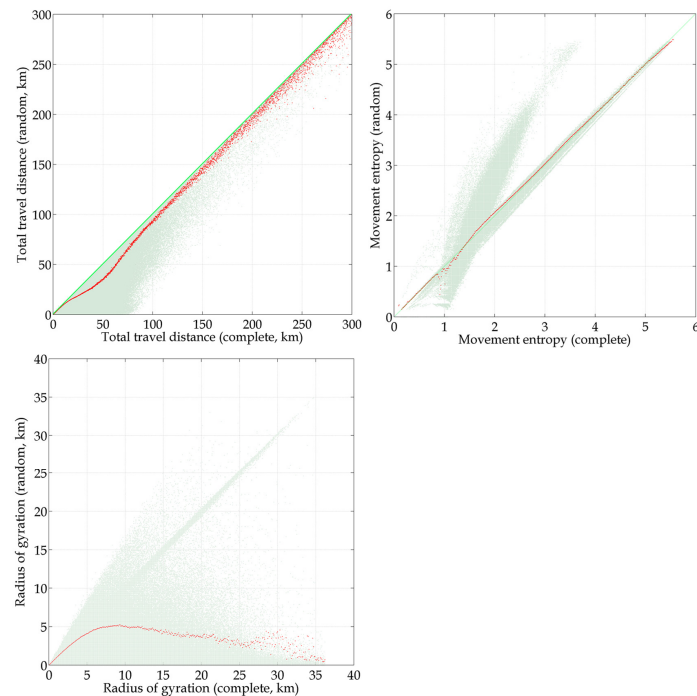 300
250
200
150
100
50
0
Total travel distance (random, km)
0 50 100 150 200 250 300
Total travel distance (complete, km)
6
5
4
3
2
1
0
Movement entropy (random)
0 1 2 3 4 5 6
Movement entropy (complete)
40
35
30
25
20
15
10
5
0
Radius of gyration (random, km)
0 5 10 15 20 25 30 35 40
Radius of gyration (complete, km)